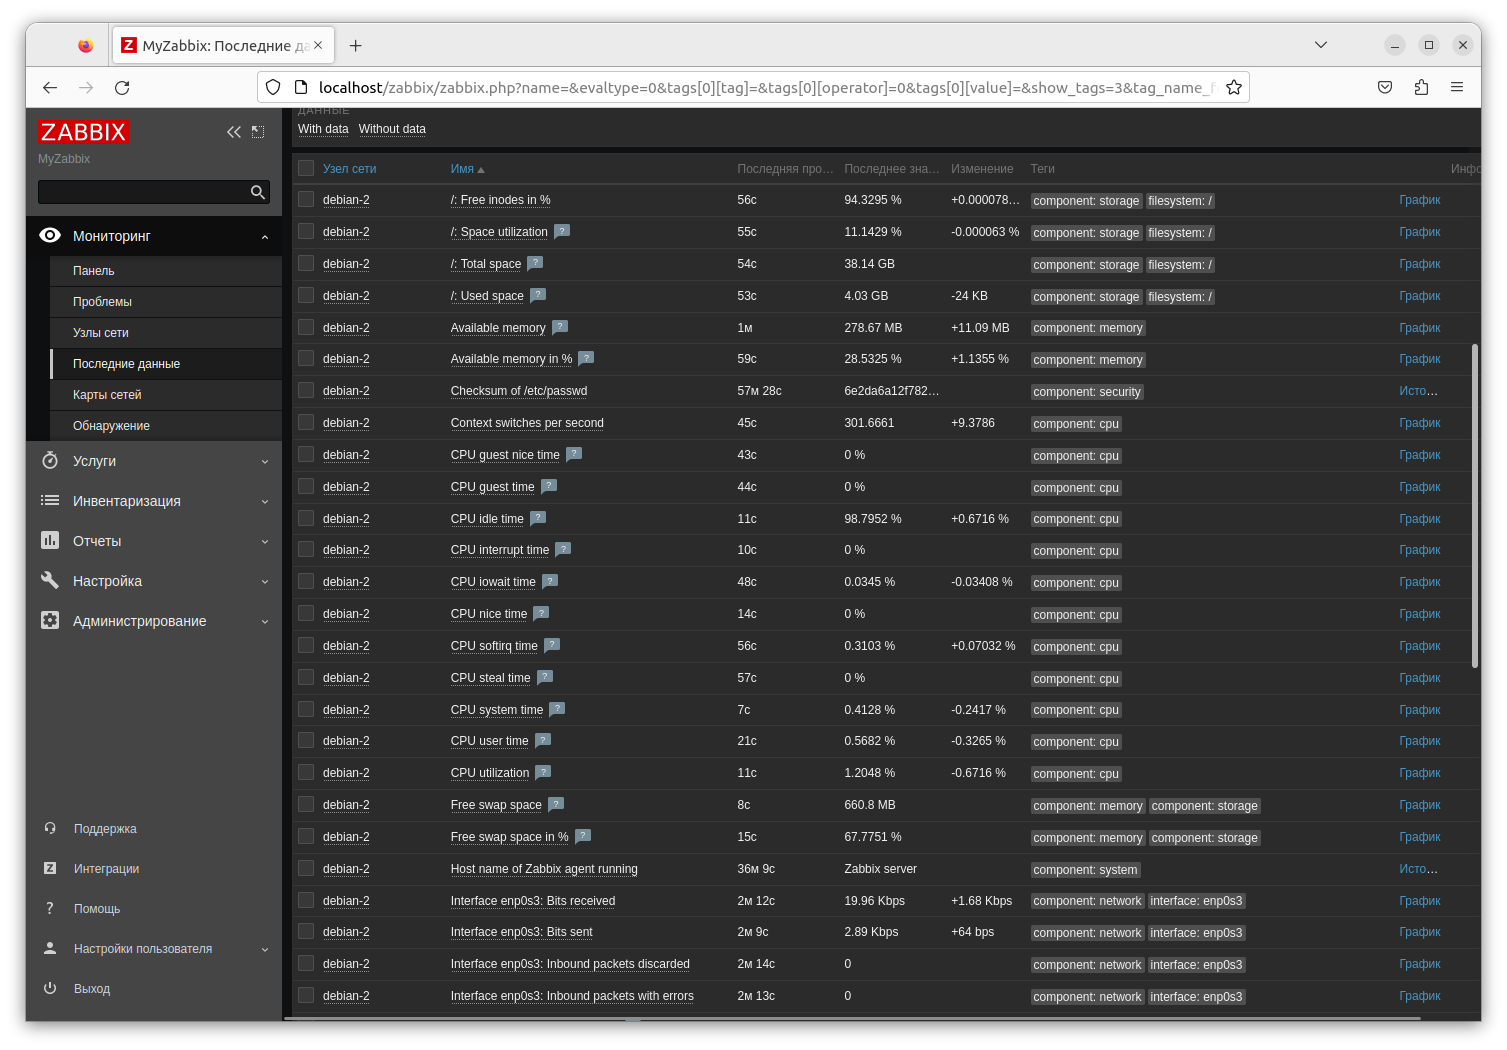 MyZabbix: Последние да
localhost/zabbix/zabbix.php?name=&evaltype=0&tags[0][tag]=&tags[0][operator]=0&tags[0][value]=&show_tags=3&tag_name_f
ZABBIX
MyZabbix
Мониторинг
Панель
Проблемы
Узлы сети
Последние данные
Карты сетей
Обнаружение
Услуги
Инвентаризация
Отчеты
Настройка
Администрирование
Поддержка
Z Интеграции
? Помощь
Настройки пользователя
Выход
ДАННЫЕ
With data Without data
Узел сети Имя Последняя про… Последнее зна… Изменение Теги Инфо
debian-2 /: Free inodes in % 56с 94.3295 % +0.000078… component: storage filesystem: / График
debian-2 /: Space utilization ? 55с 11.1429 % -0.000063 % component: storage filesystem: / График
debian-2 /: Total space ? 54с 38.14 GB component: storage filesystem: / График
debian-2 /: Used space ? 53с 4.03 GB -24 KB component: storage filesystem: / График
debian-2 Available memory ? 1м 278.67 MB +11.09 MB component: memory График
debian-2 Available memory in % ? 59с 28.5325 % +1.1355 % component: memory График
debian-2 Checksum of /etc/passwd 57м 28с 6e2da6a12f782… component: security Исто…
debian-2 Context switches per second 45с 301.6661 +9.3786 component: cpu График
debian-2 CPU guest nice time ? 43с 0 % component: cpu График
debian-2 CPU guest time ? 44с 0 % component: cpu График
debian-2 CPU idle time ? 11с 98.7952 % +0.6716 % component: cpu График
debian-2 CPU interrupt time ? 10с 0 % component: cpu График
debian-2 CPU iowait time ? 48с 0.0345 % -0.03408 % component: cpu График
debian-2 CPU nice time ? 14с 0 % component: cpu График
debian-2 CPU softirq time ? 56с 0.3103 % +0.07032 % component: cpu График
debian-2 CPU steal time ? 57с 0 % component: cpu График
debian-2 CPU system time ? 7с 0.4128 % -0.2417 % component: cpu График
debian-2 CPU user time ? 21с 0.5682 % -0.3265 % component: cpu График
debian-2 CPU utilization ? 11с 1.2048 % -0.6716 % component: cpu График
debian-2 Free swap space ? 8с 660.8 MB component: memory component: storage График
debian-2 Free swap space in % ? 15с 67.7751 % component: memory component: storage График
debian-2 Host name of Zabbix agent running 36м 9с Zabbix server component: system Исто…
debian-2 Interface enp0s3: Bits received 2м 12с 19.96 Kbps +1.68 Kbps component: network interface: enp0s3 График
debian-2 Interface enp0s3: Bits sent 2м 9с 2.89 Kbps +64 bps component: network interface: enp0s3 График
debian-2 Interface enp0s3: Inbound packets discarded 2м 14с 0 component: network interface: enp0s3 График
debian-2 Interface enp0s3: Inbound packets with errors 2м 13с 0 component: network interface: enp0s3 График